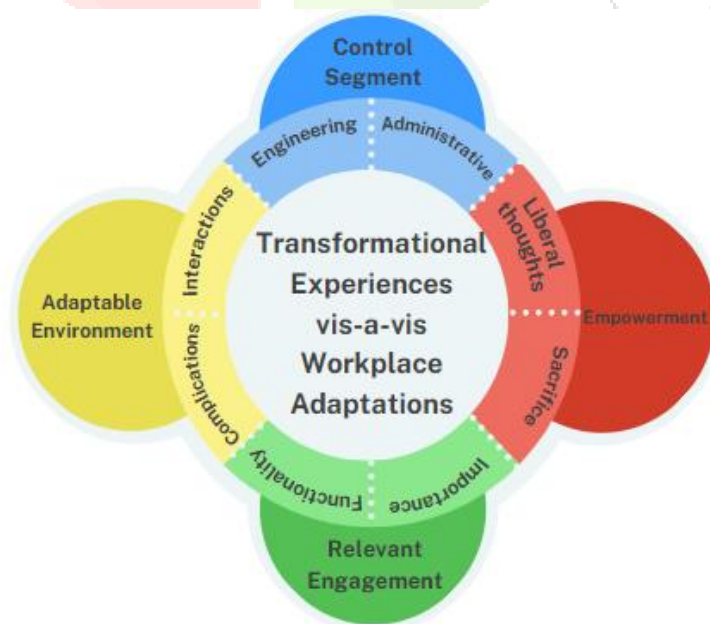 Control
Segment
Engineering
Administrative
Interactions
Liberal
thoughts
Transformational
Experiences
vis-a-vis
Workplace
Adaptations
Adaptable
Environment
Empowerment
Complications
Sacrifice
Functionality
Importance
Relevant
Engagement